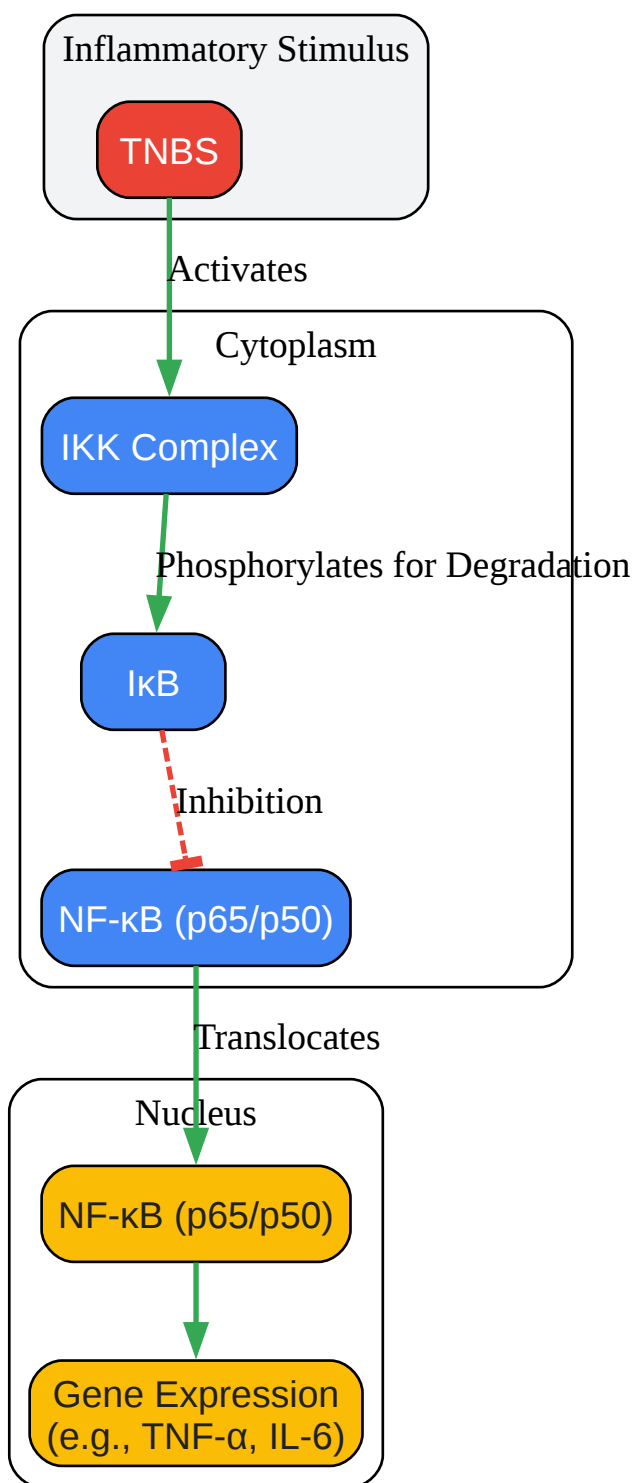 Inflammatory Stimulus
TNBS
Activates
Cytoplasm
IKK Complex
Phosphorylates for Degradation
IκB
Inhibition
NF-κB (p65/p50)
Translocates
Nucleus
NF-κB (p65/p50)
Gene Expression
(e.g., TNF-α, IL-6)